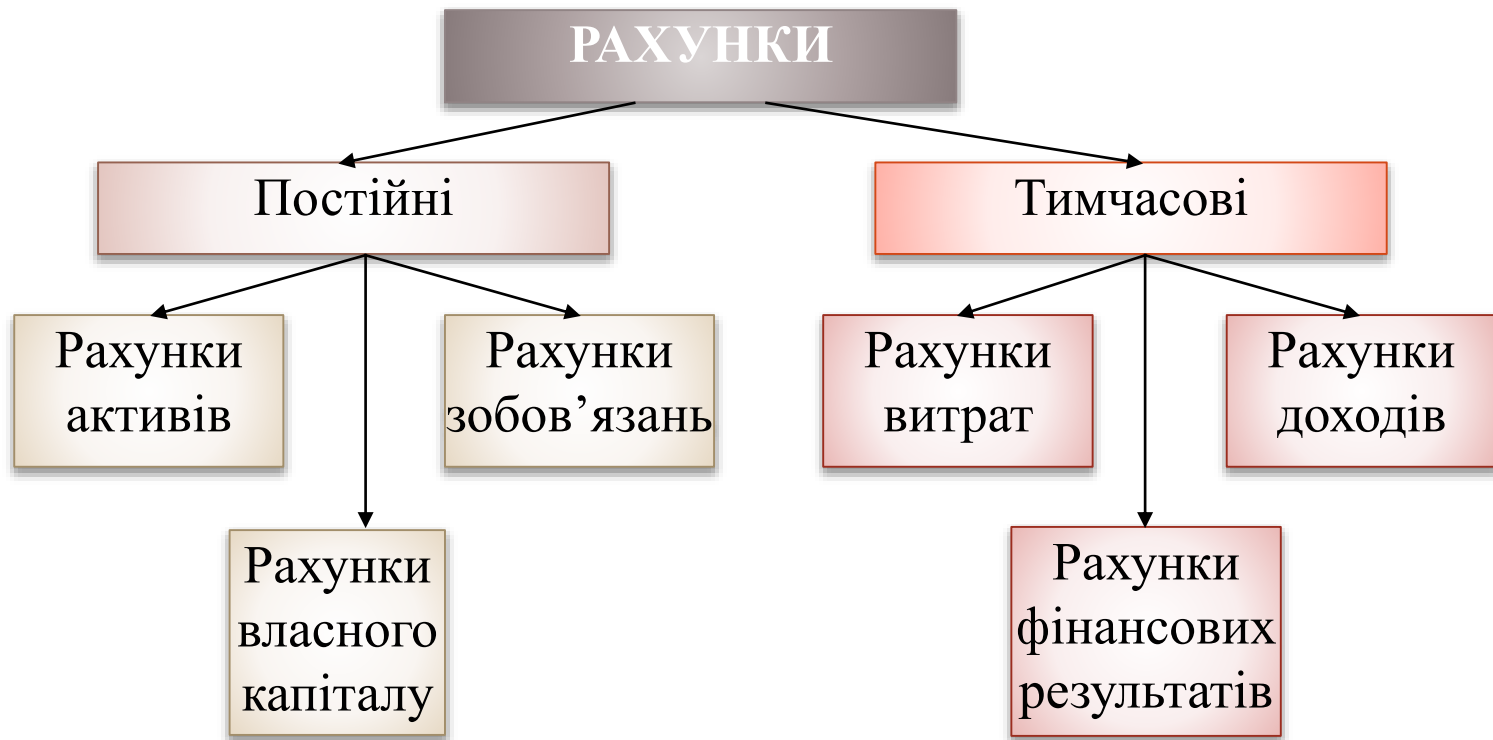 РАХУНКИ
Постійні
Тимчасові
Рахунки
активів
Рахунки
зобов’язань
Рахунки
витрат
Рахунки
доходів
Рахунки
власного
капіталу
Рахунки
фінансових
результатів